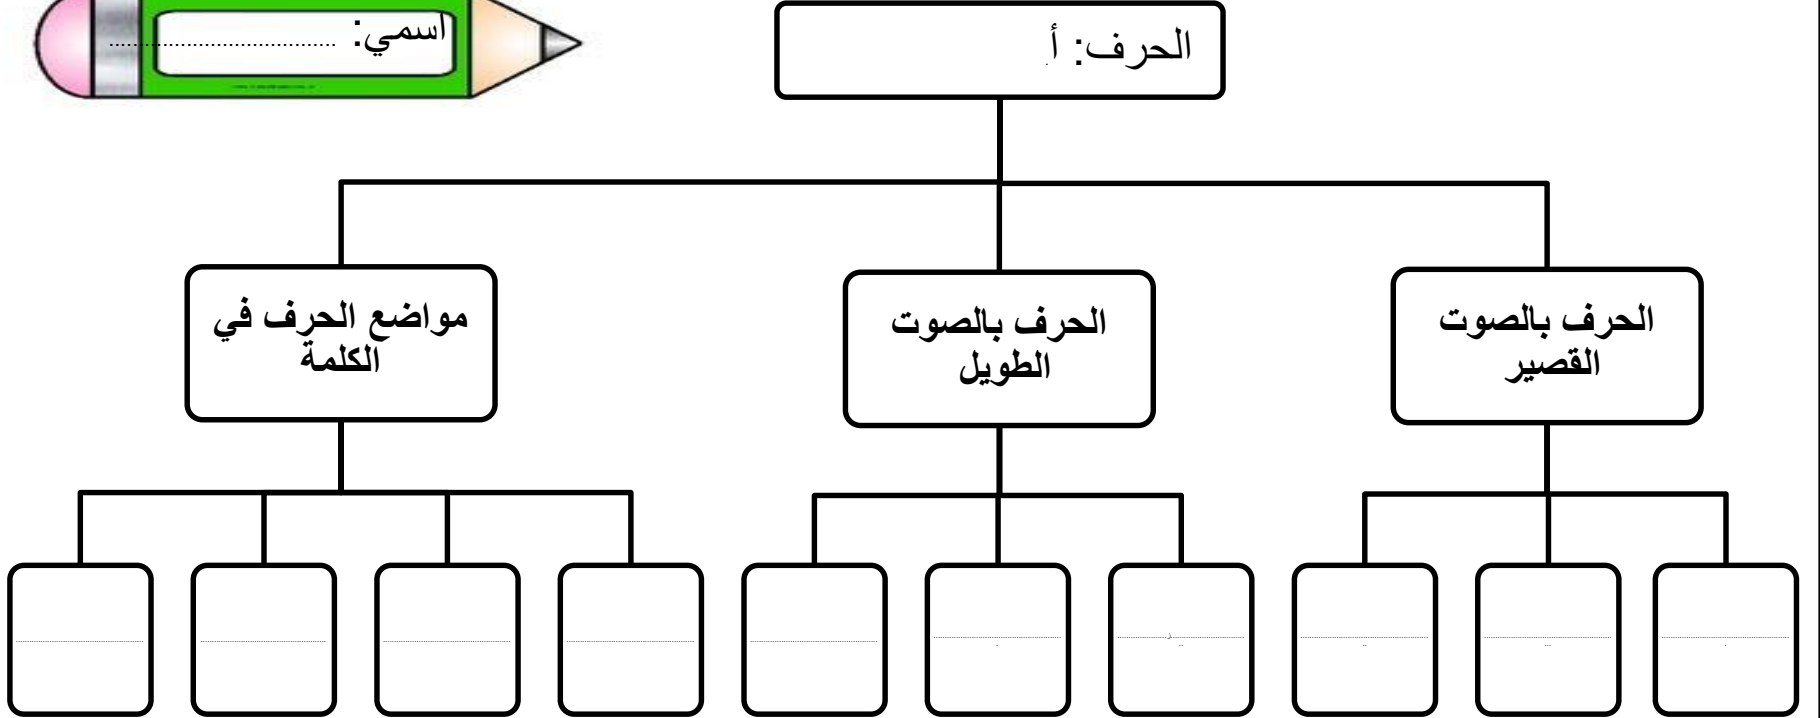 اسمي: ................................
الحرف: أ
الحرف بالصوت
القصير
الحرف بالصوت
الطويل
مواضع الحرف في
الكلمة